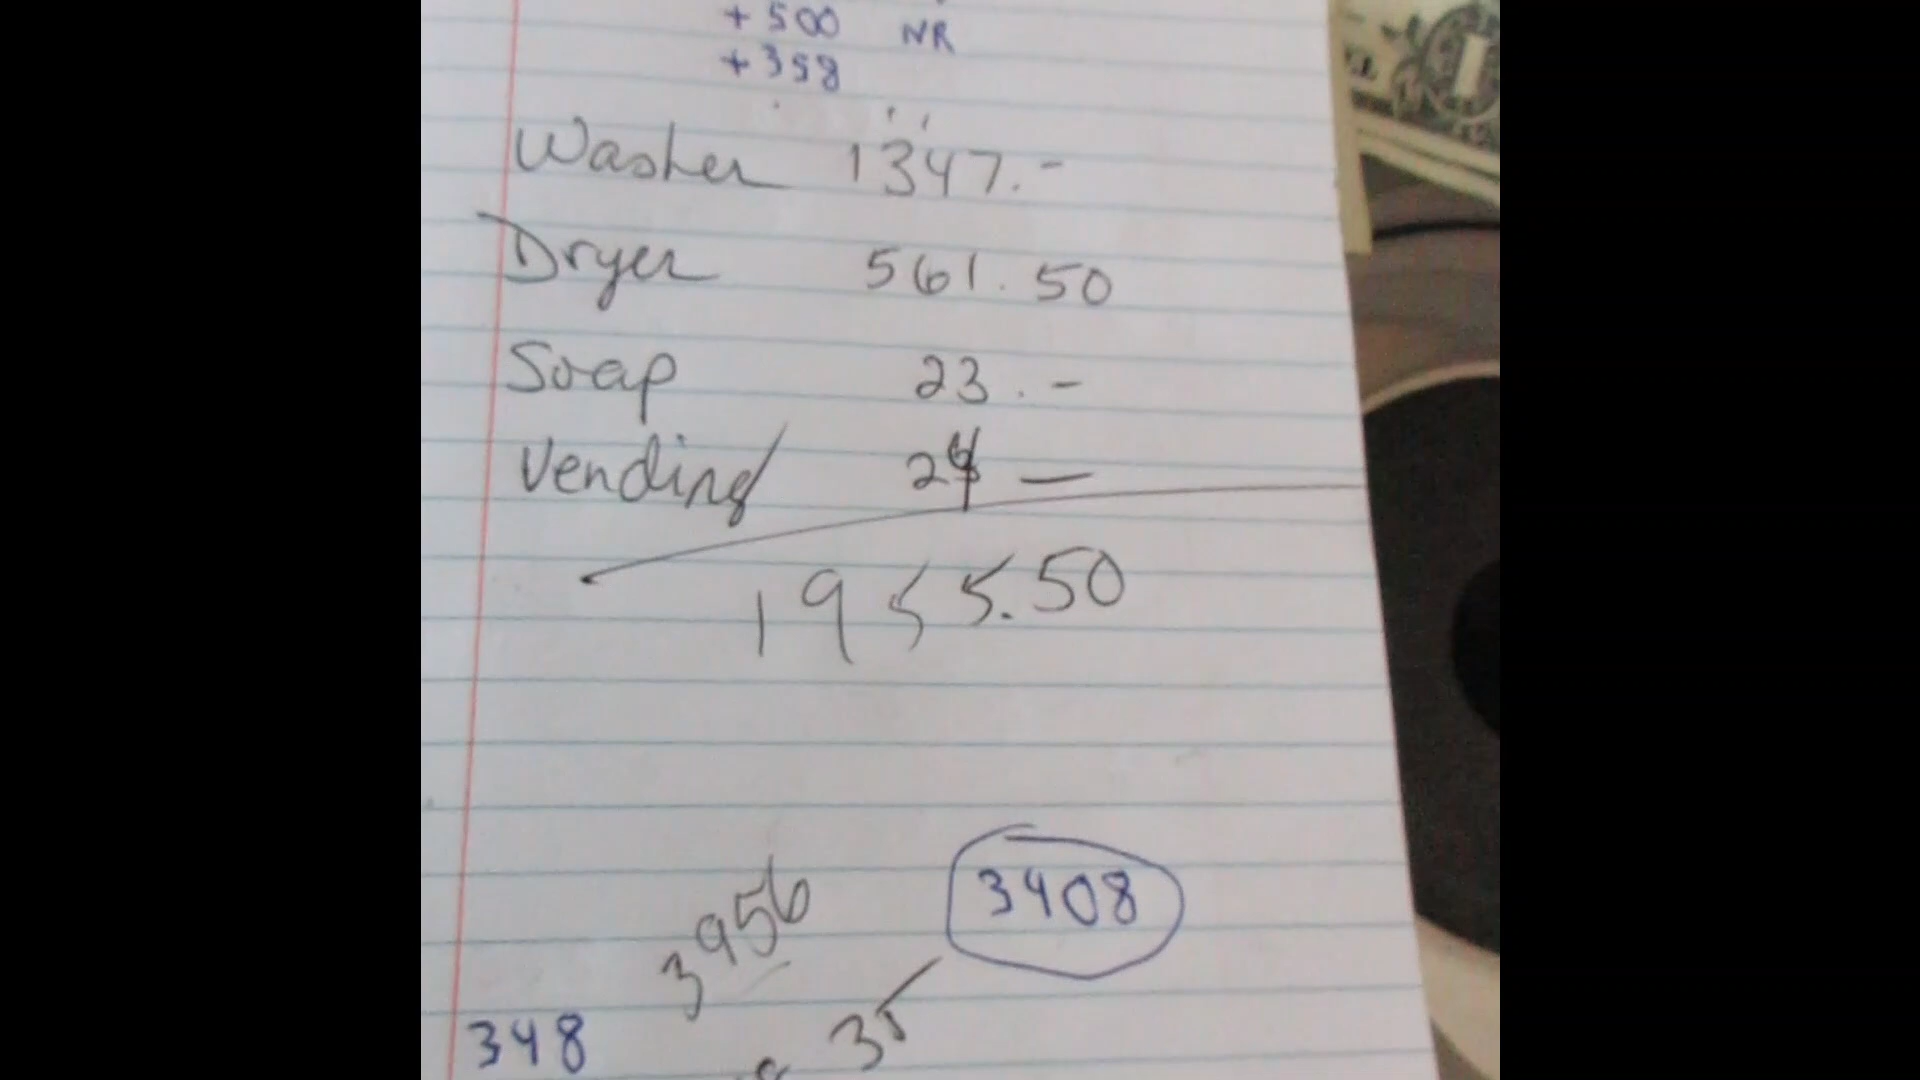 +500 NR
+358
Washer 1347.-
Dryer 561.50
Soap 23.-
Vending 24 —
1955.50
3956
3408
35
348